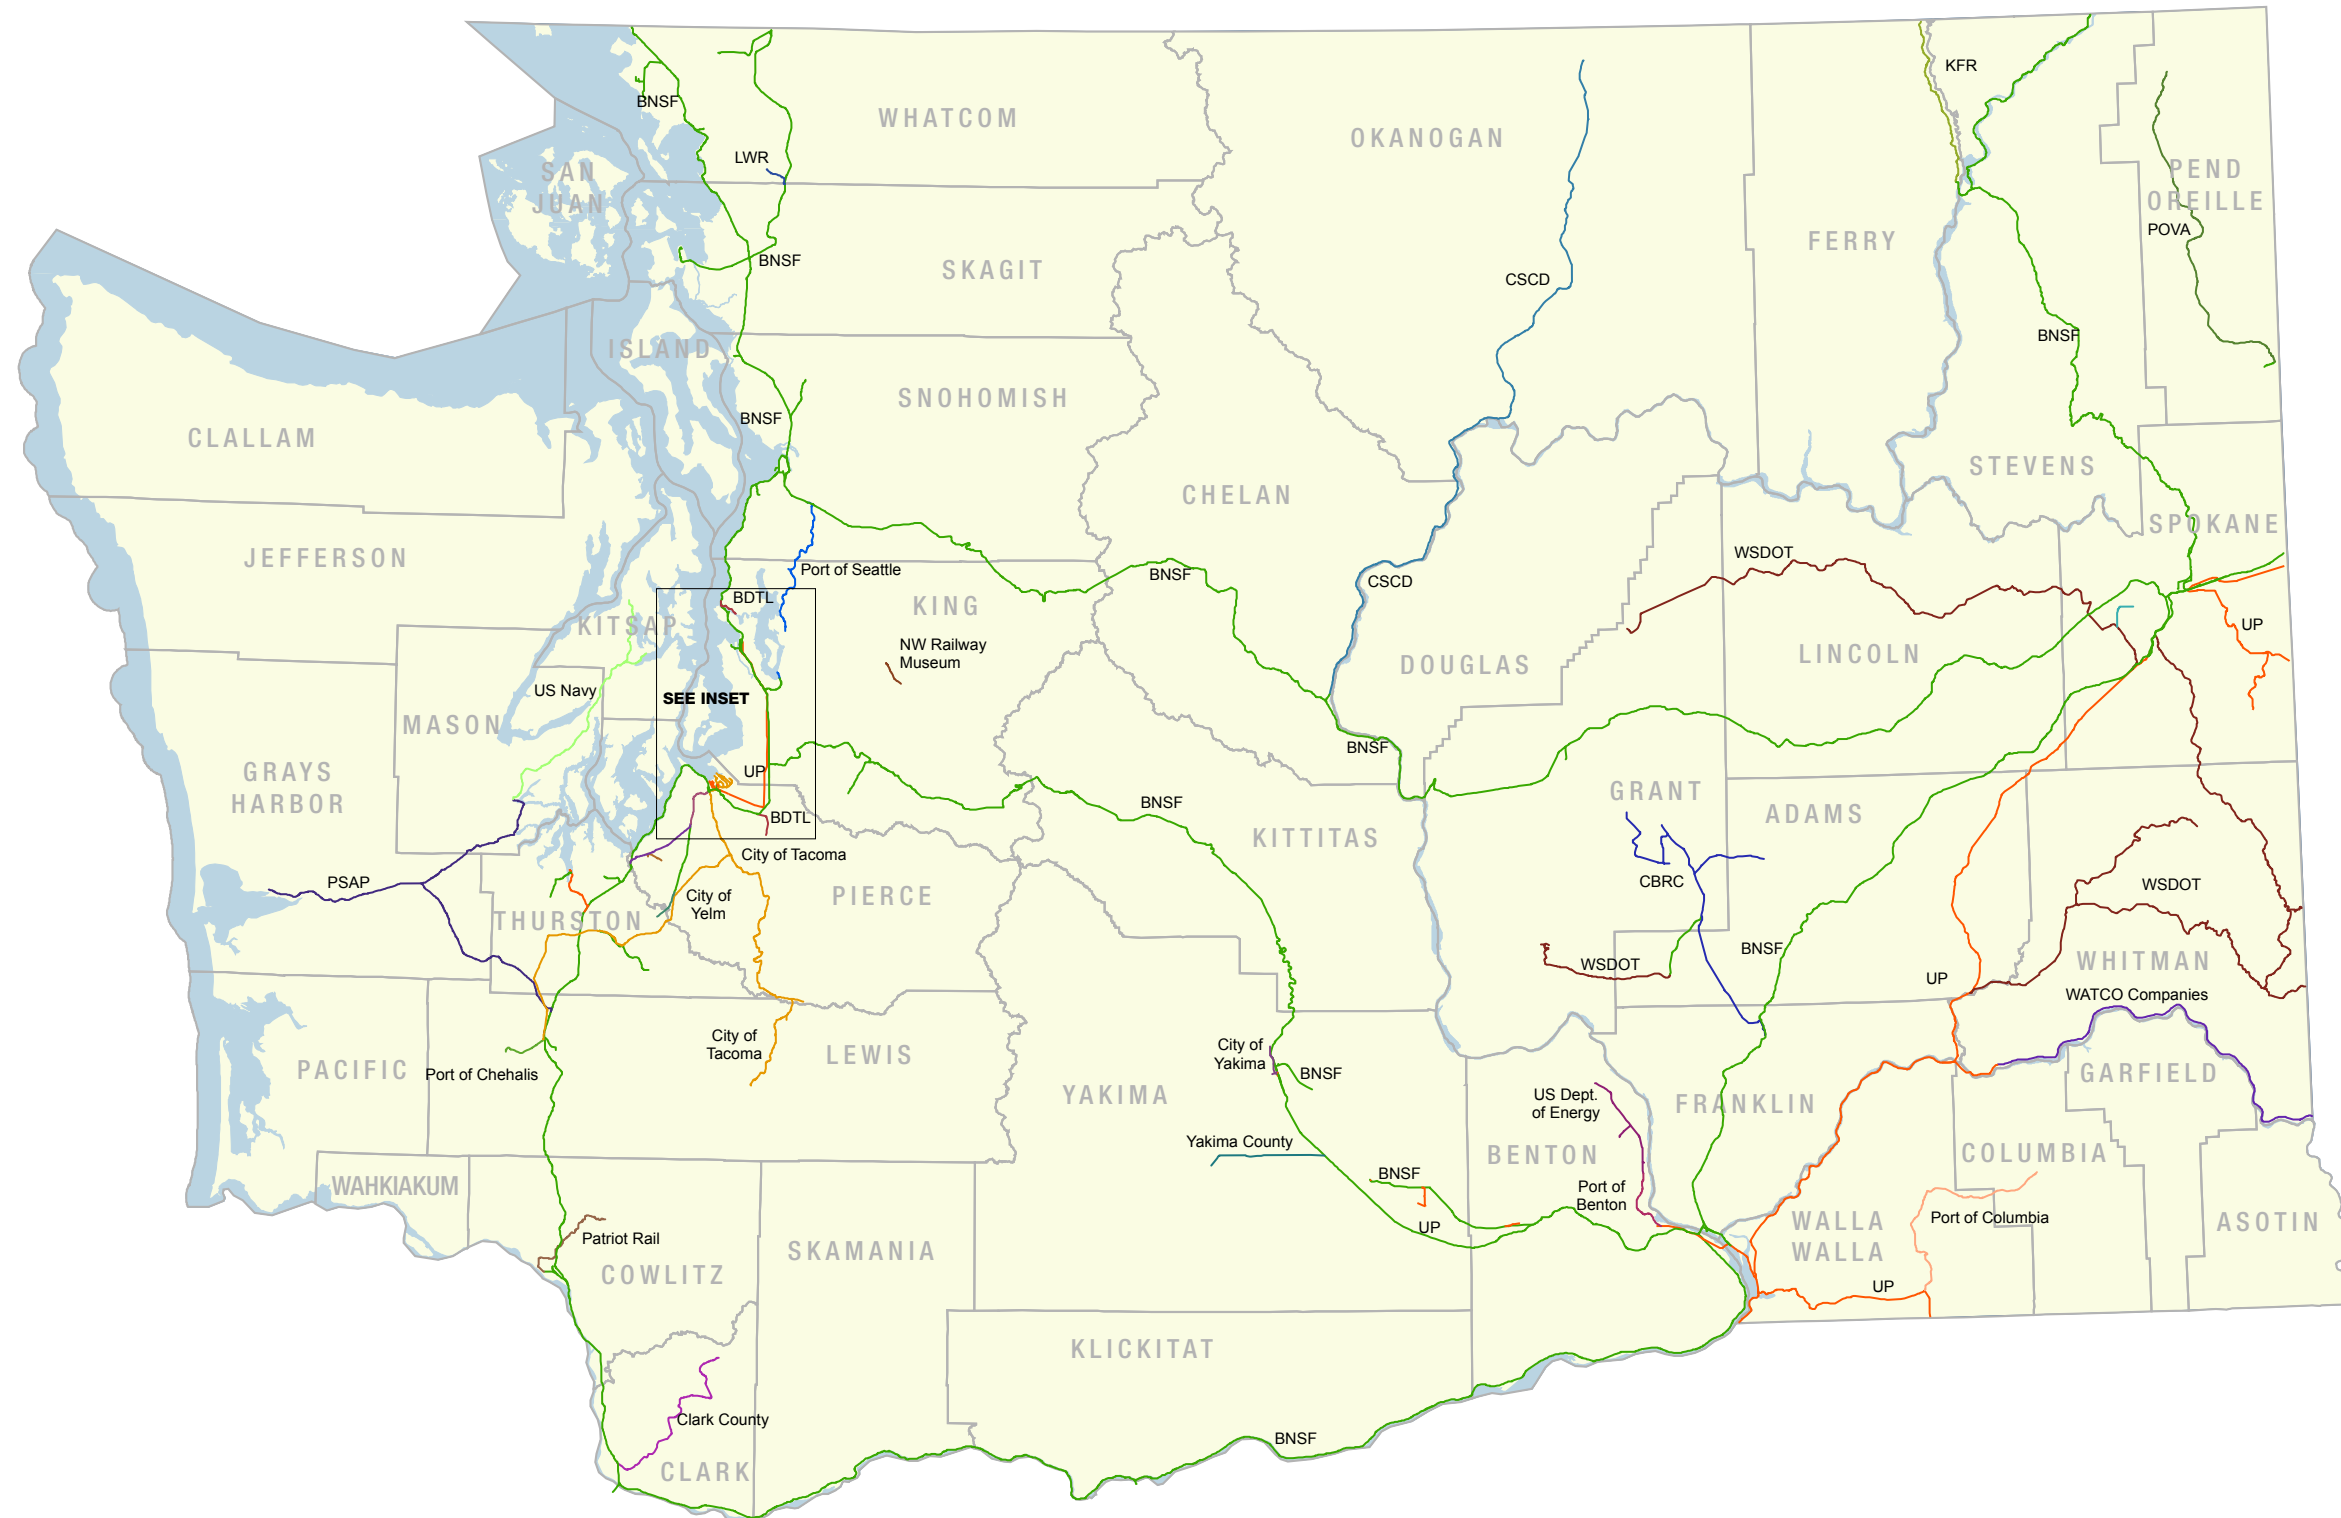 KFR
BNSF
WHATCOM
OKANOGAN
LWR
SAN
JUAN
PEND
OREILLE
POVA
FERRY
BNSF
SKAGIT
CSCD
BNSF
ISLAND
SNOHOMISH
BNSF
CLALLAM
STEVENS
CHELAN
SPOKANE
JEFFERSON
WSDOT
Port of Seattle
BNSF
CSCD
BDTL
KING
KITSAP
UP
NW Railway
Museum
LINCOLN
DOUGLAS
US Navy
SEE INSET
MASON
BNSF
GRAYS
HARBOR
UP
GRANT
BNSF
ADAMS
BDTL
KITTITAS
City of Tacoma
PSAP
CBRC
WSDOT
City of
Yelm
PIERCE
THURSTON
BNSF
WHITMAN
WSDOT
UP
WATCO Companies
City of
Tacoma
LEWIS
City of
Yakima
BNSF
PACIFIC
Port of Chehalis
GARFIELD
YAKIMA
US Dept.
of Energy
FRANKLIN
Yakima County
BENTON
COLUMBIA
BNSF
WAHKIAKUM
Port of
Benton
UP
WALLA
WALLA
Port of Columbia
ASOTIN
Patriot Rail
SKAMANIA
COWLITZ
UP
KLICKITAT
Clark County
BNSF
CLARK